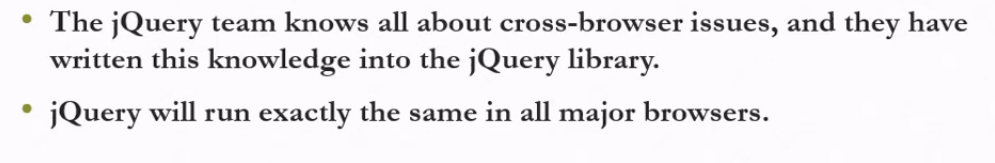 • The jQuery team knows all about cross-browser issues, and they have
written this knowledge into the jQuery library.
• jQuery will run exactly the same in all major browsers.